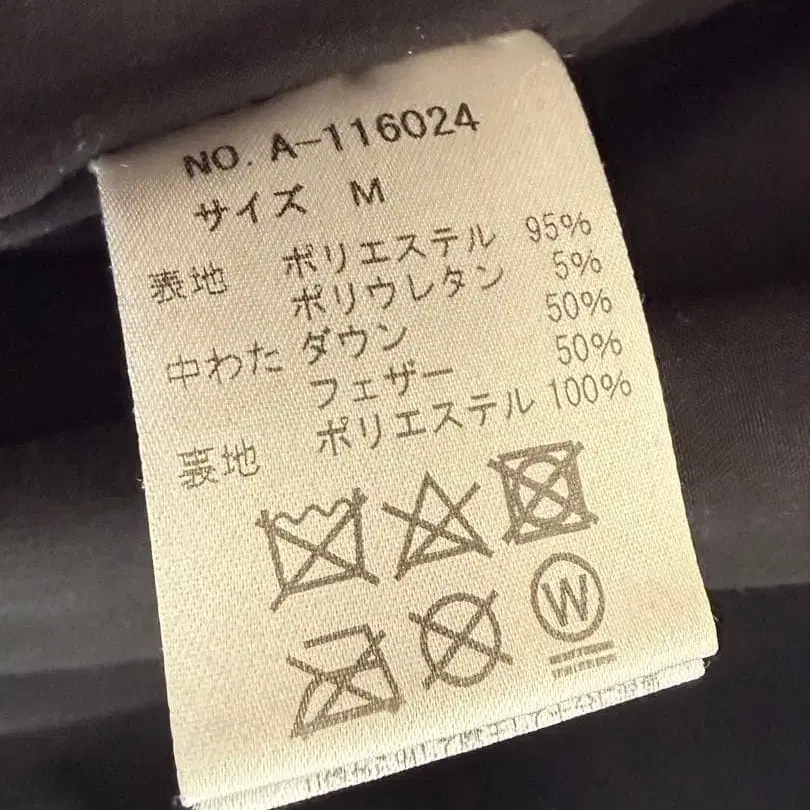 NO. A-116024
サイズ M
表地 ポリエステル 95%
ポリウレタン 5%
中わた ダウン 50%
フェザー 50%
裏地 ポリエステル 100%
W